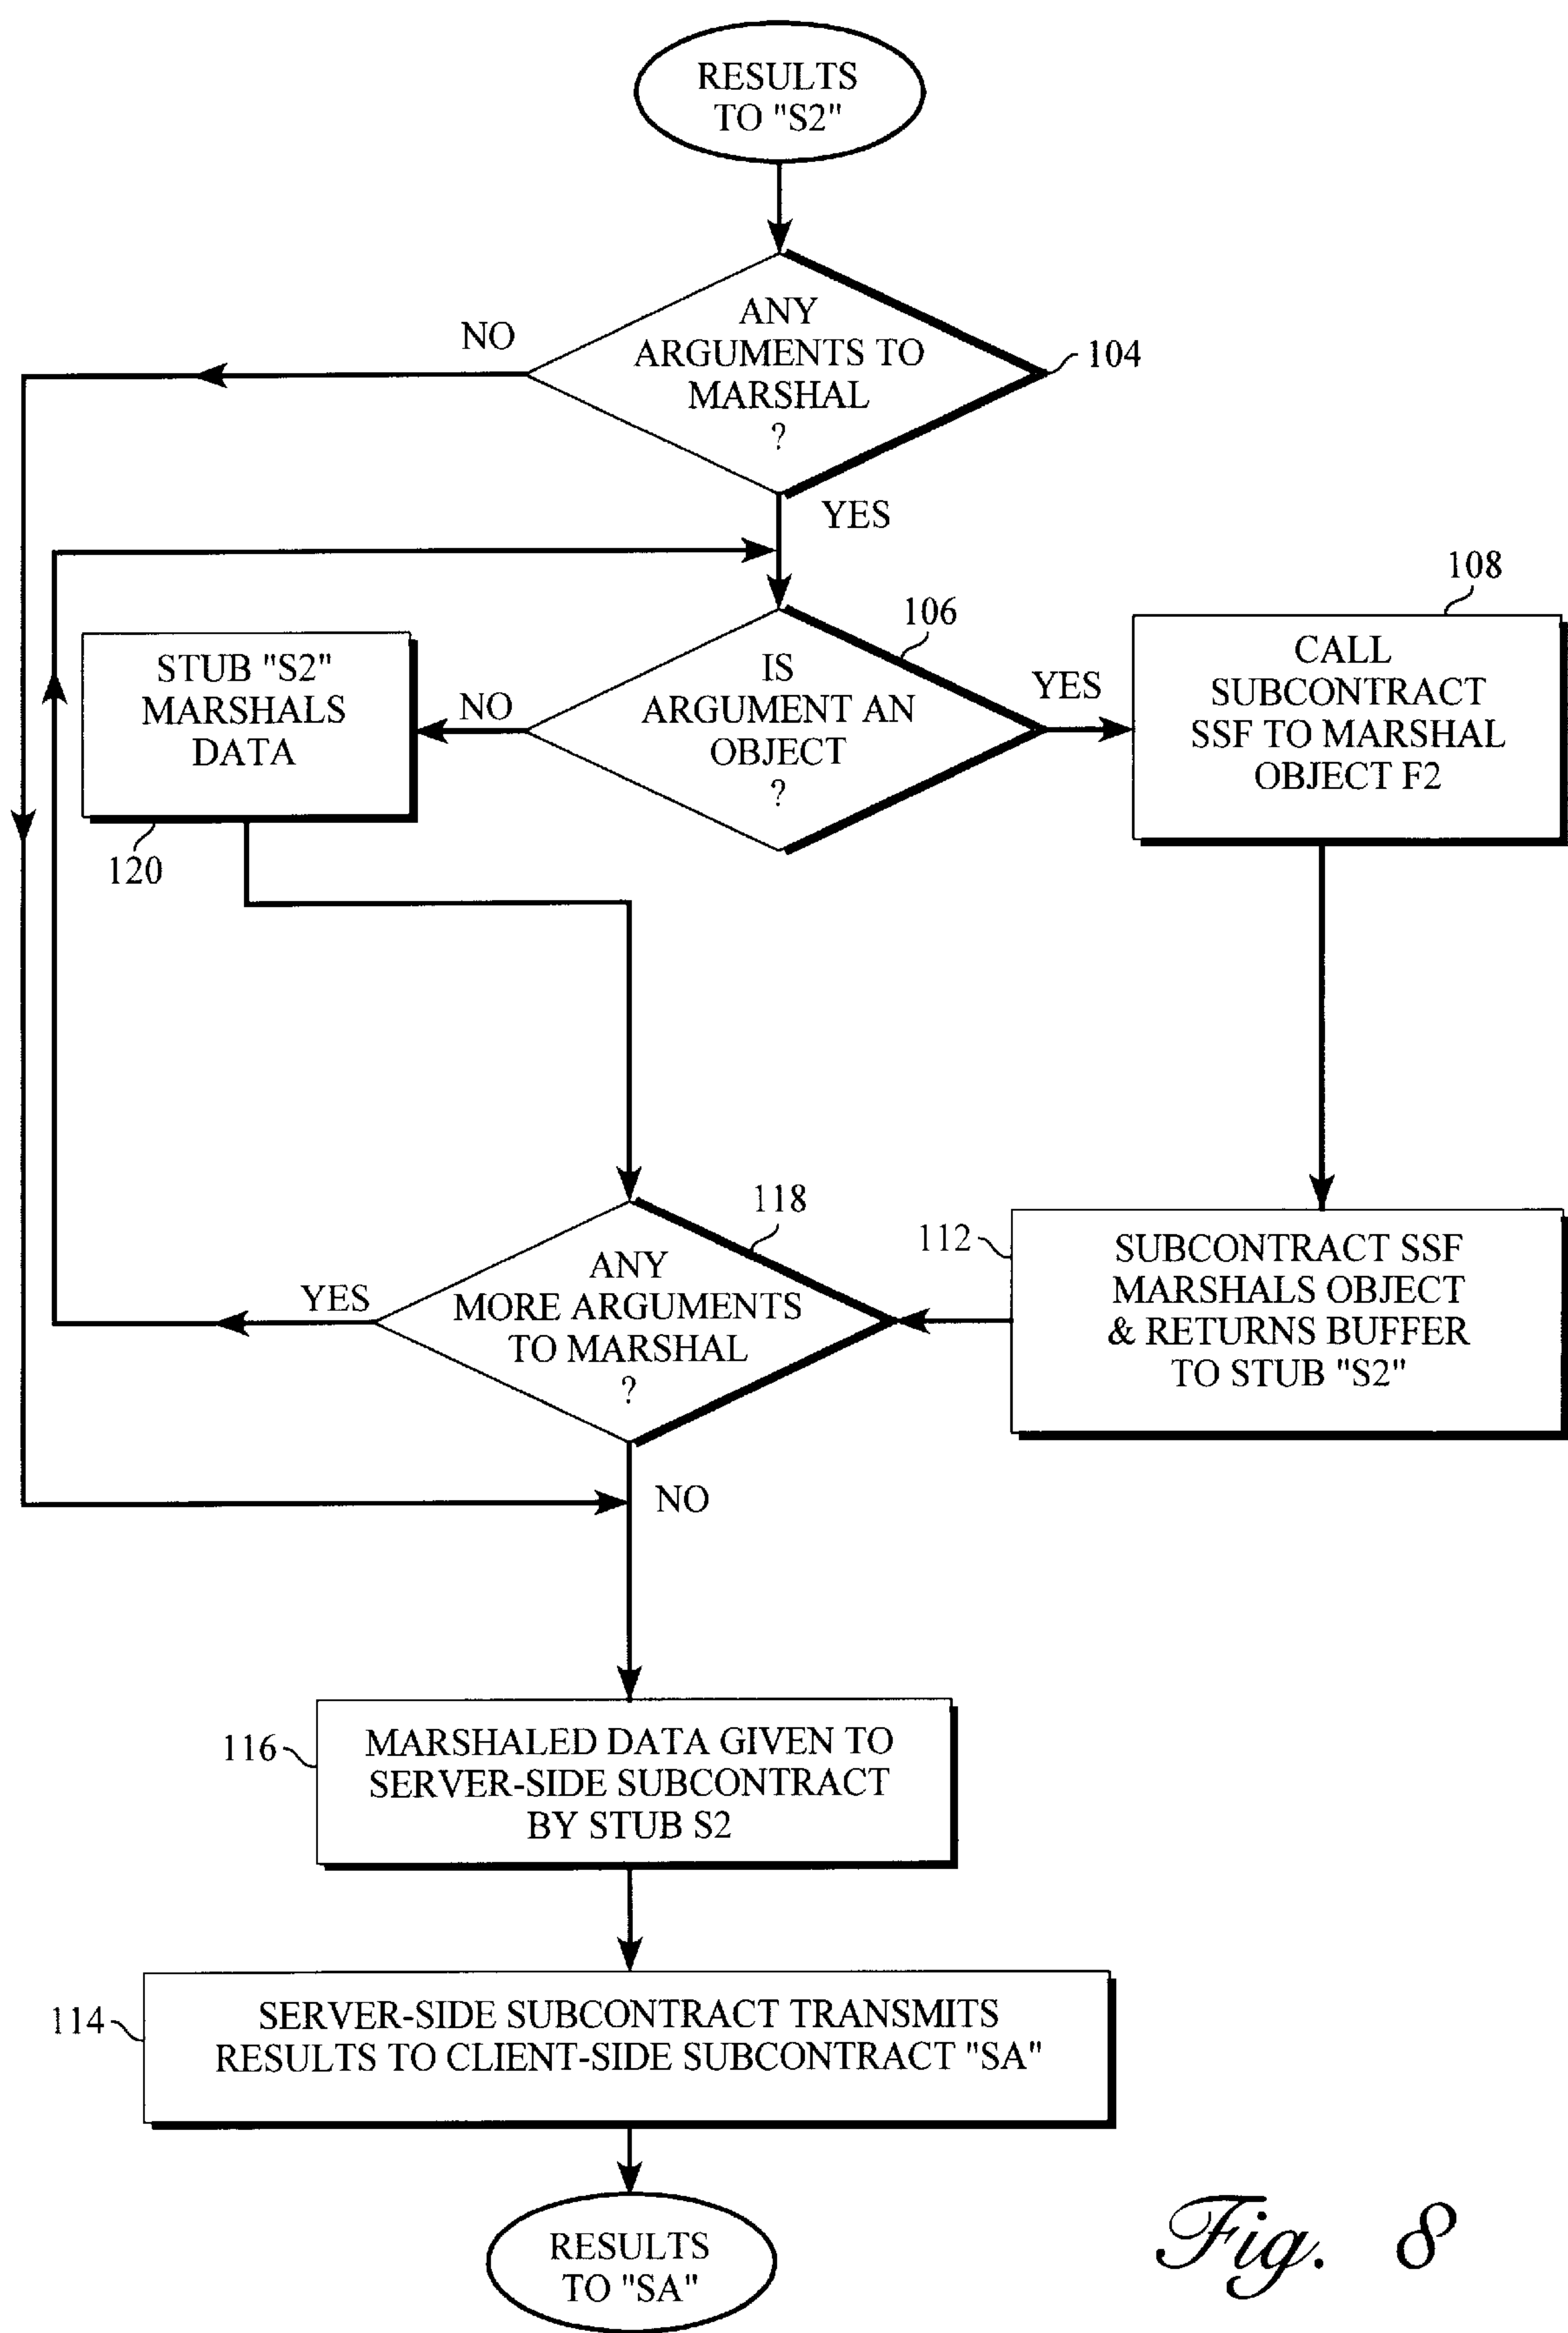 RESULTS
TO "S2"
ANY
ARGUMENTS TO
MARSHAL
?
104
NO
YES
106
IS
ARGUMENT AN
OBJECT
?
NO
YES
STUB "S2"
MARSHALS
DATA
120
108
CALL
SUBCONTRACT
SSF TO MARSHAL
OBJECT F2
112
SUBCONTRACT SSF
MARSHALS OBJECT
& RETURNS BUFFER
TO STUB "S2"
118
ANY
MORE ARGUMENTS
TO MARSHAL
?
YES
NO
116
MARSHALED DATA GIVEN TO
SERVER-SIDE SUBCONTRACT
BY STUB S2
114
SERVER-SIDE SUBCONTRACT TRANSMITS
RESULTS TO CLIENT-SIDE SUBCONTRACT "SA"
RESULTS
TO "SA"
Fig. 8